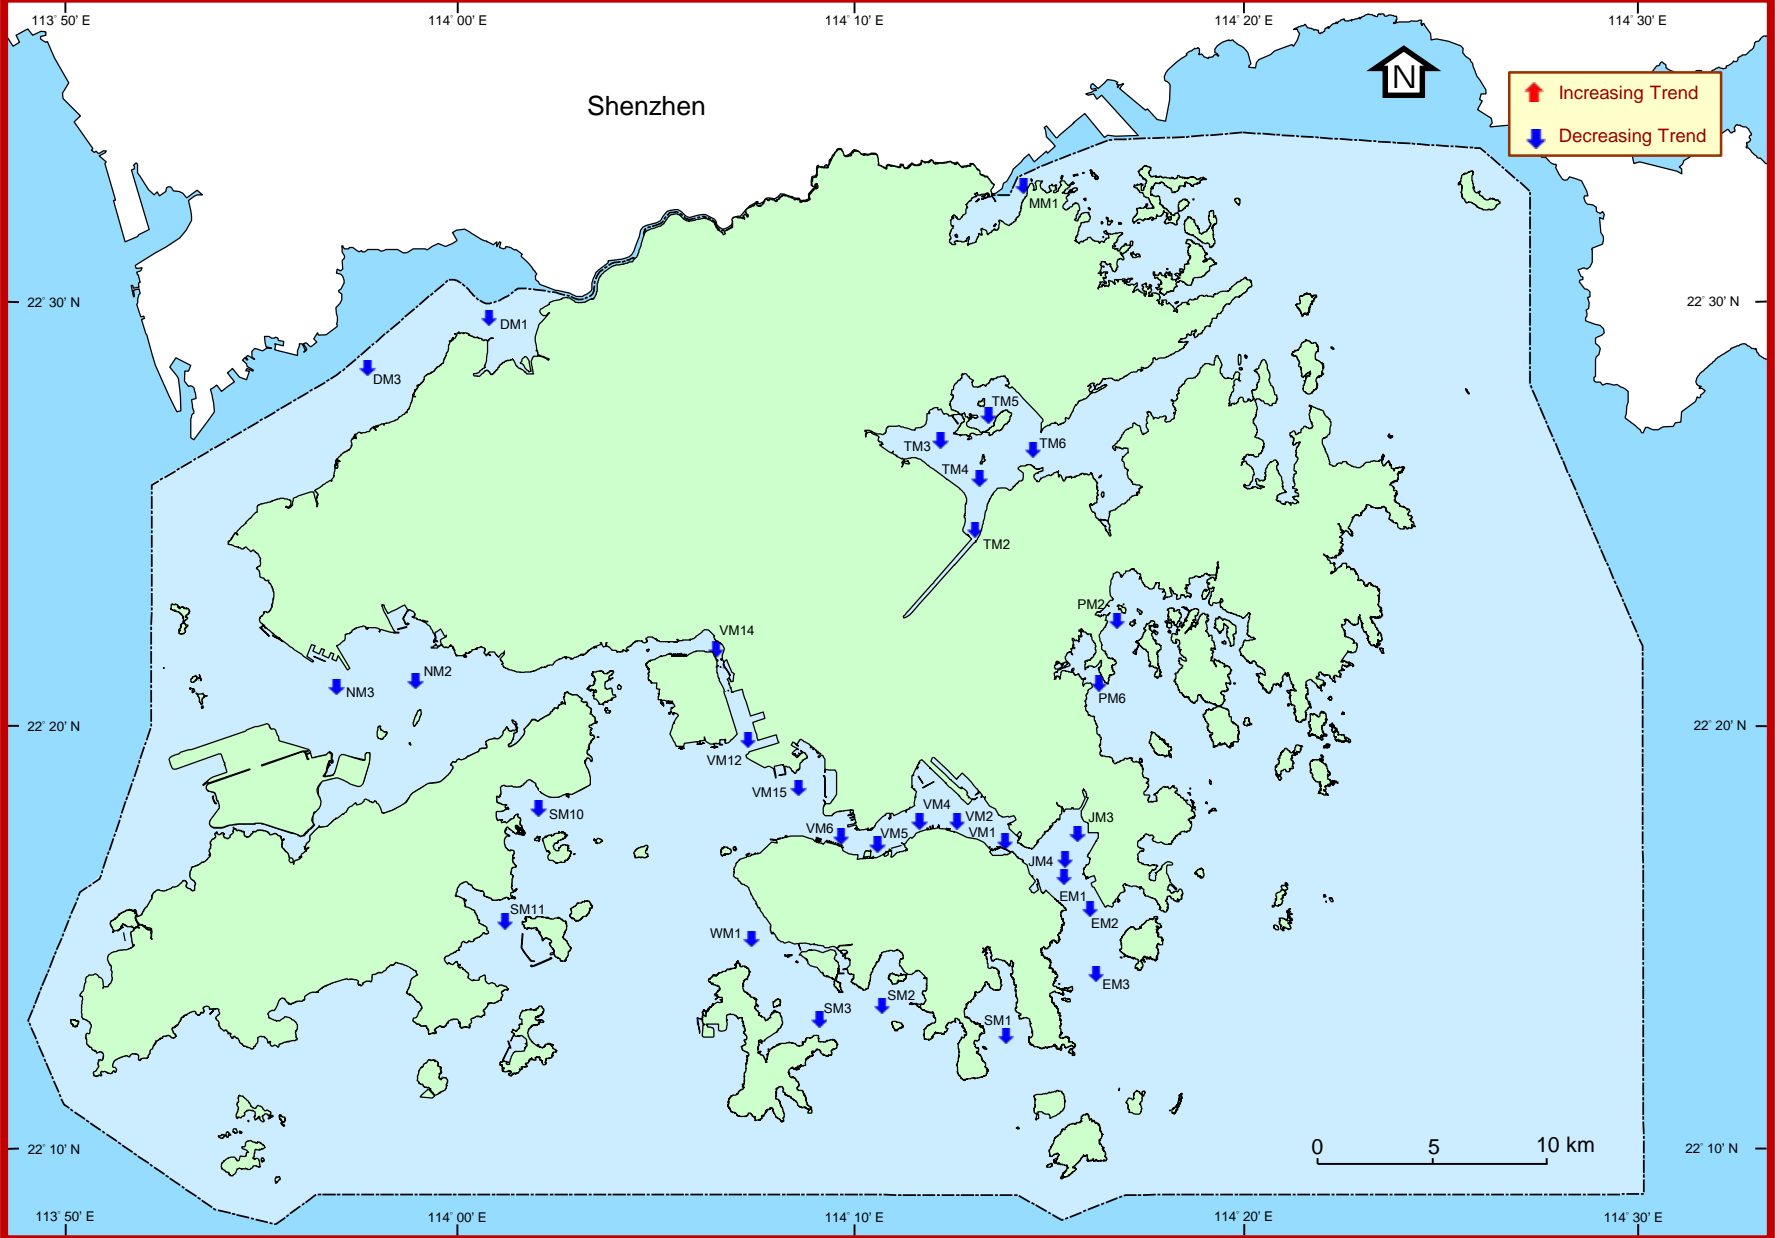 113° 50' E
114° 00' E
114° 10' E
114° 20' E
114° 30' E
N
Shenzhen
Increasing Trend
Decreasing Trend
MM1
22° 30' N
22° 30' N
DM1
DM3
TM5
TM3
TM6
TM4
TM2
PM2
VM14
NM2
NM3
PM6
22° 20' N
22° 20' N
VM12
VM15
SM10
VM4
VM2
JM3
VM6
VM5
VM1
JM4
EM1
SM11
EM2
WM1
EM3
SM2
SM3
SM1
0 5 10 km
22° 10' N
22° 10' N
113° 50' E
114° 00' E
114° 10' E
114° 20' E
114° 30' E